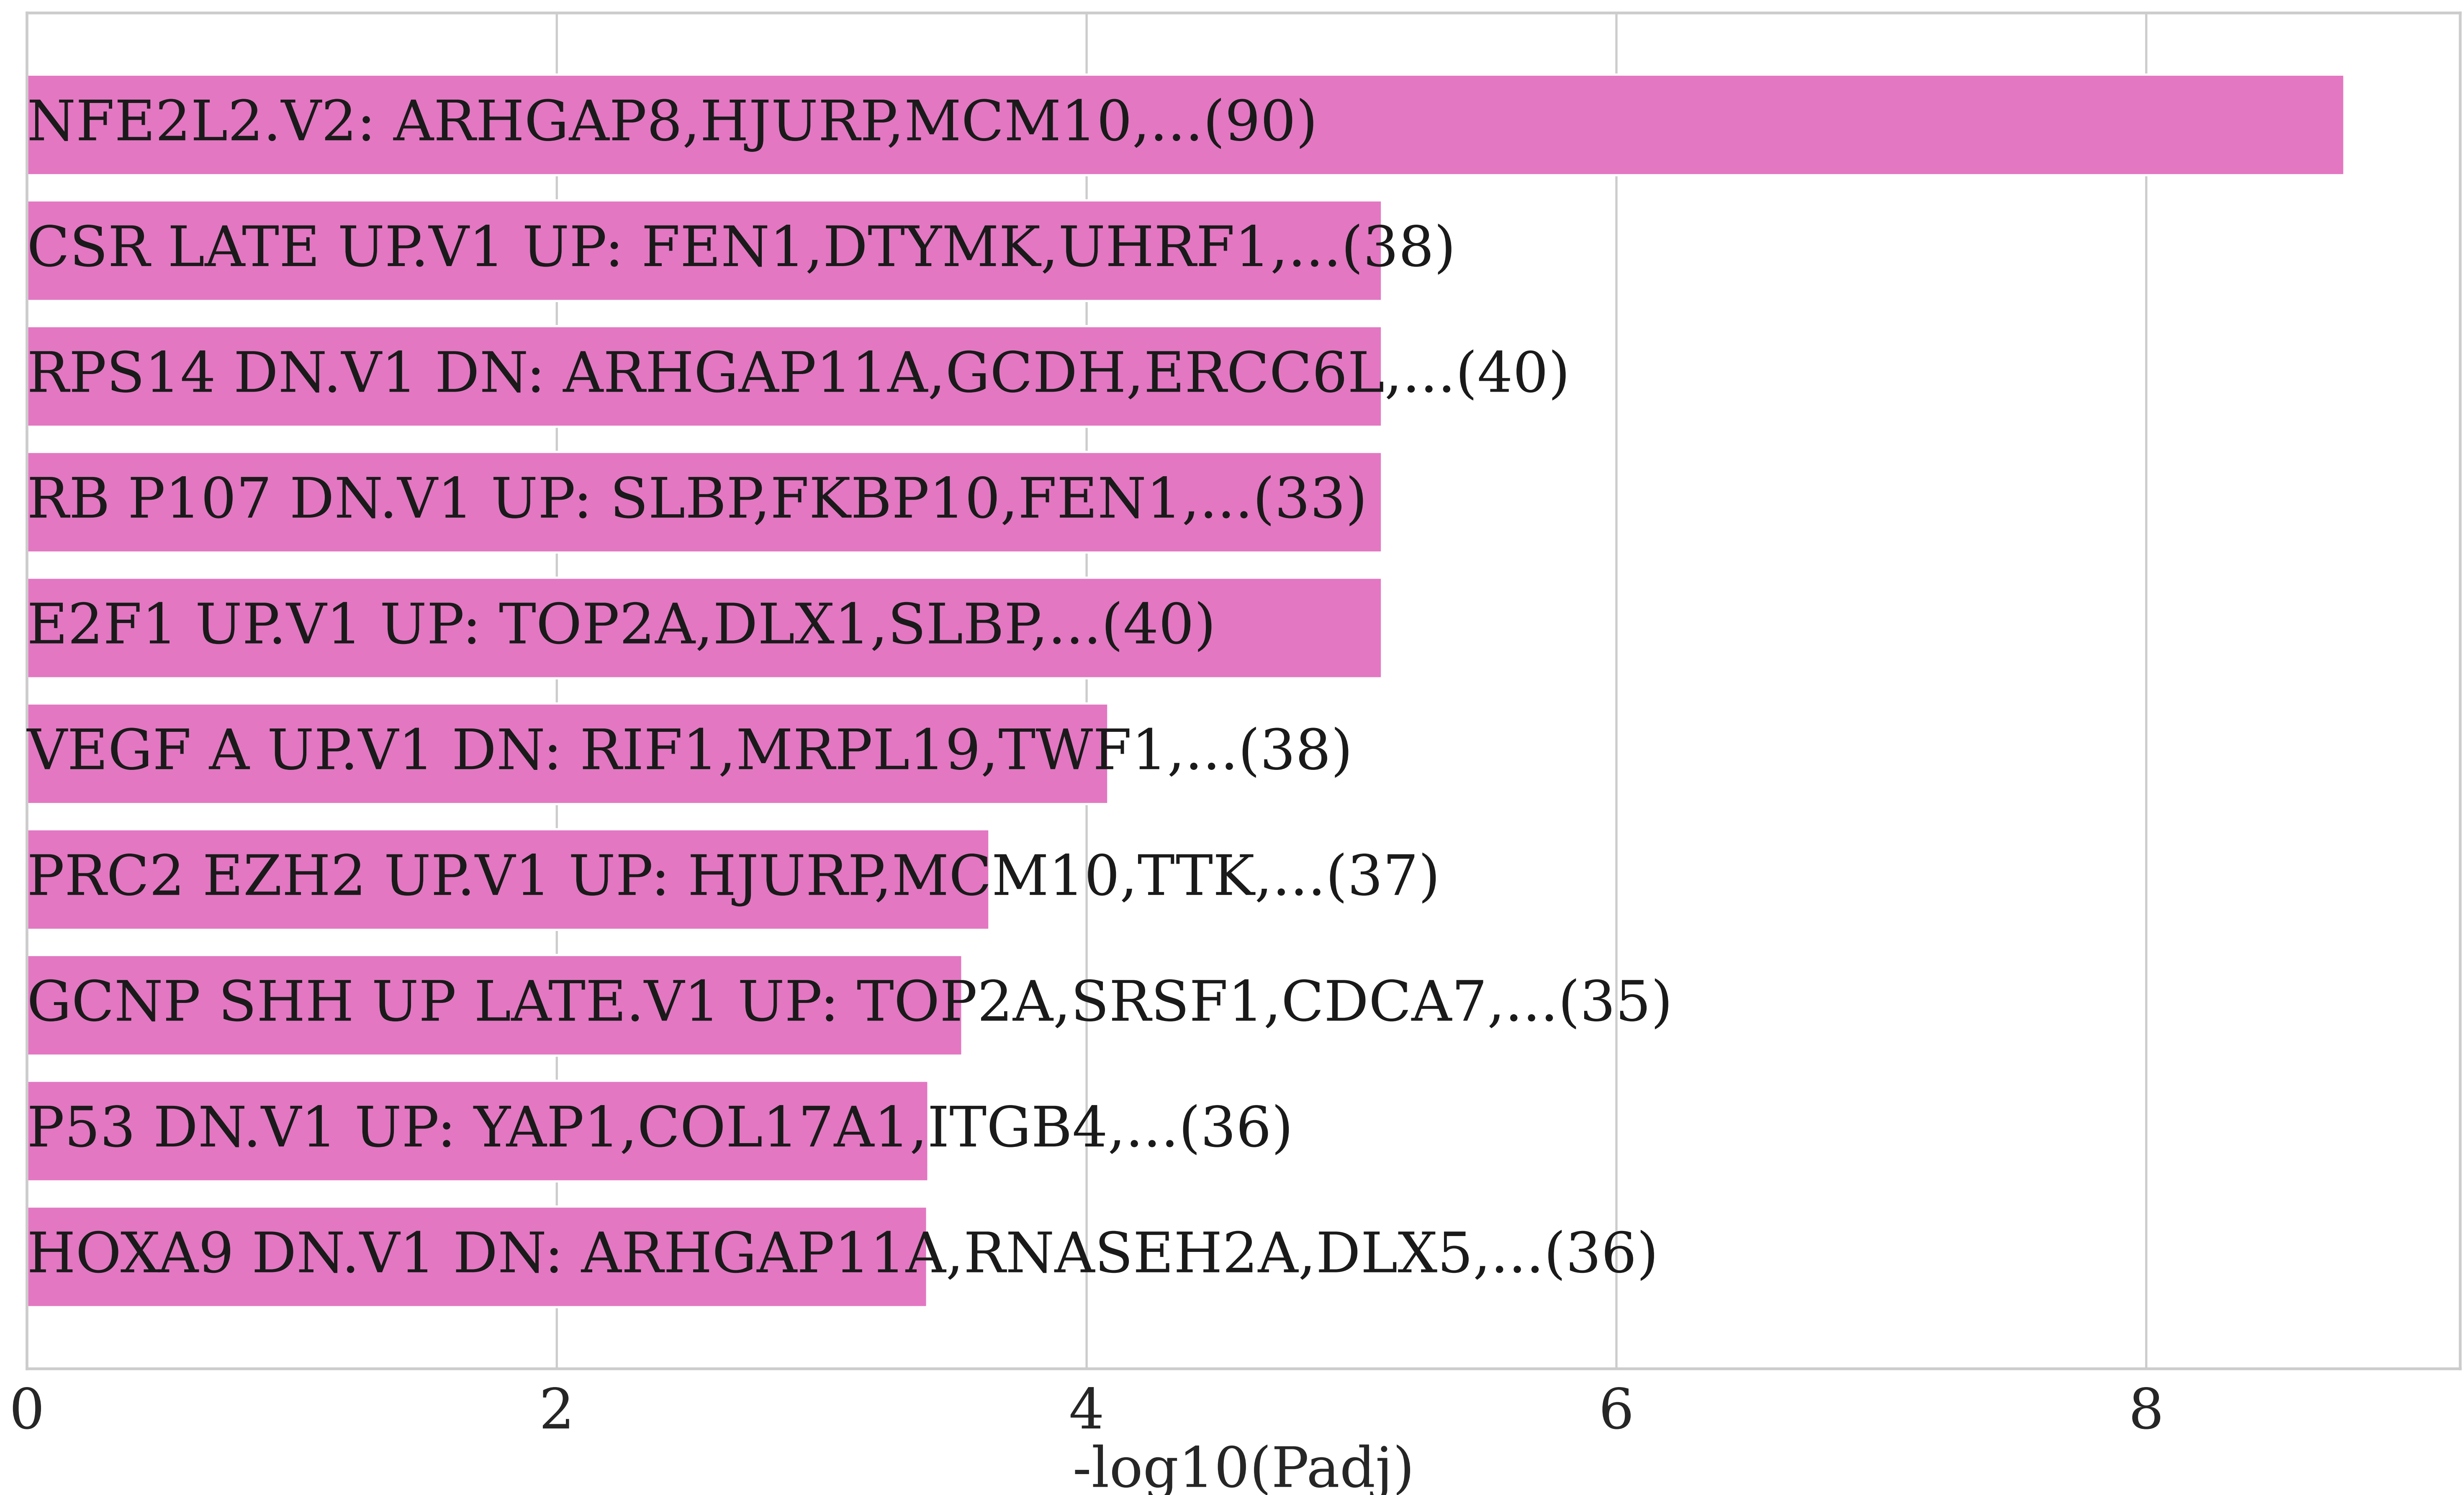 NFE2L2.V2: ARHGAP8,HJURP,MCM10,...(90)
CSR LATE UP.V1 UP: FEN1,DTYMK,UHRF1,...(38)
RPS14 DN.V1 DN: ARHGAP11A,GCDH,ERCC6L,...(40)
RB P107 DN.V1 UP: SLBP,FKBP10,FEN1,...(33)
E2F1 UP.V1 UP: TOP2A,DLX1,SLBP,...(40)
VEGF A UP.V1 DN: RIF1,MRPL19,TWF1,...(38)
PRC2 EZH2 UP.V1 UP: HJURP,MCM10,TTK,...(37)
GCNP SHH UP LATE.V1 UP: TOP2A,SRSF1,CDCA7,...(35)
P53 DN.V1 UP: YAP1,COL17A1,ITGB4,...(36)
HOXA9 DN.V1 DN: ARHGAP11A,RNASEH2A,DLX5,...(36)
0 2 4 6 8
-log10(Padj)